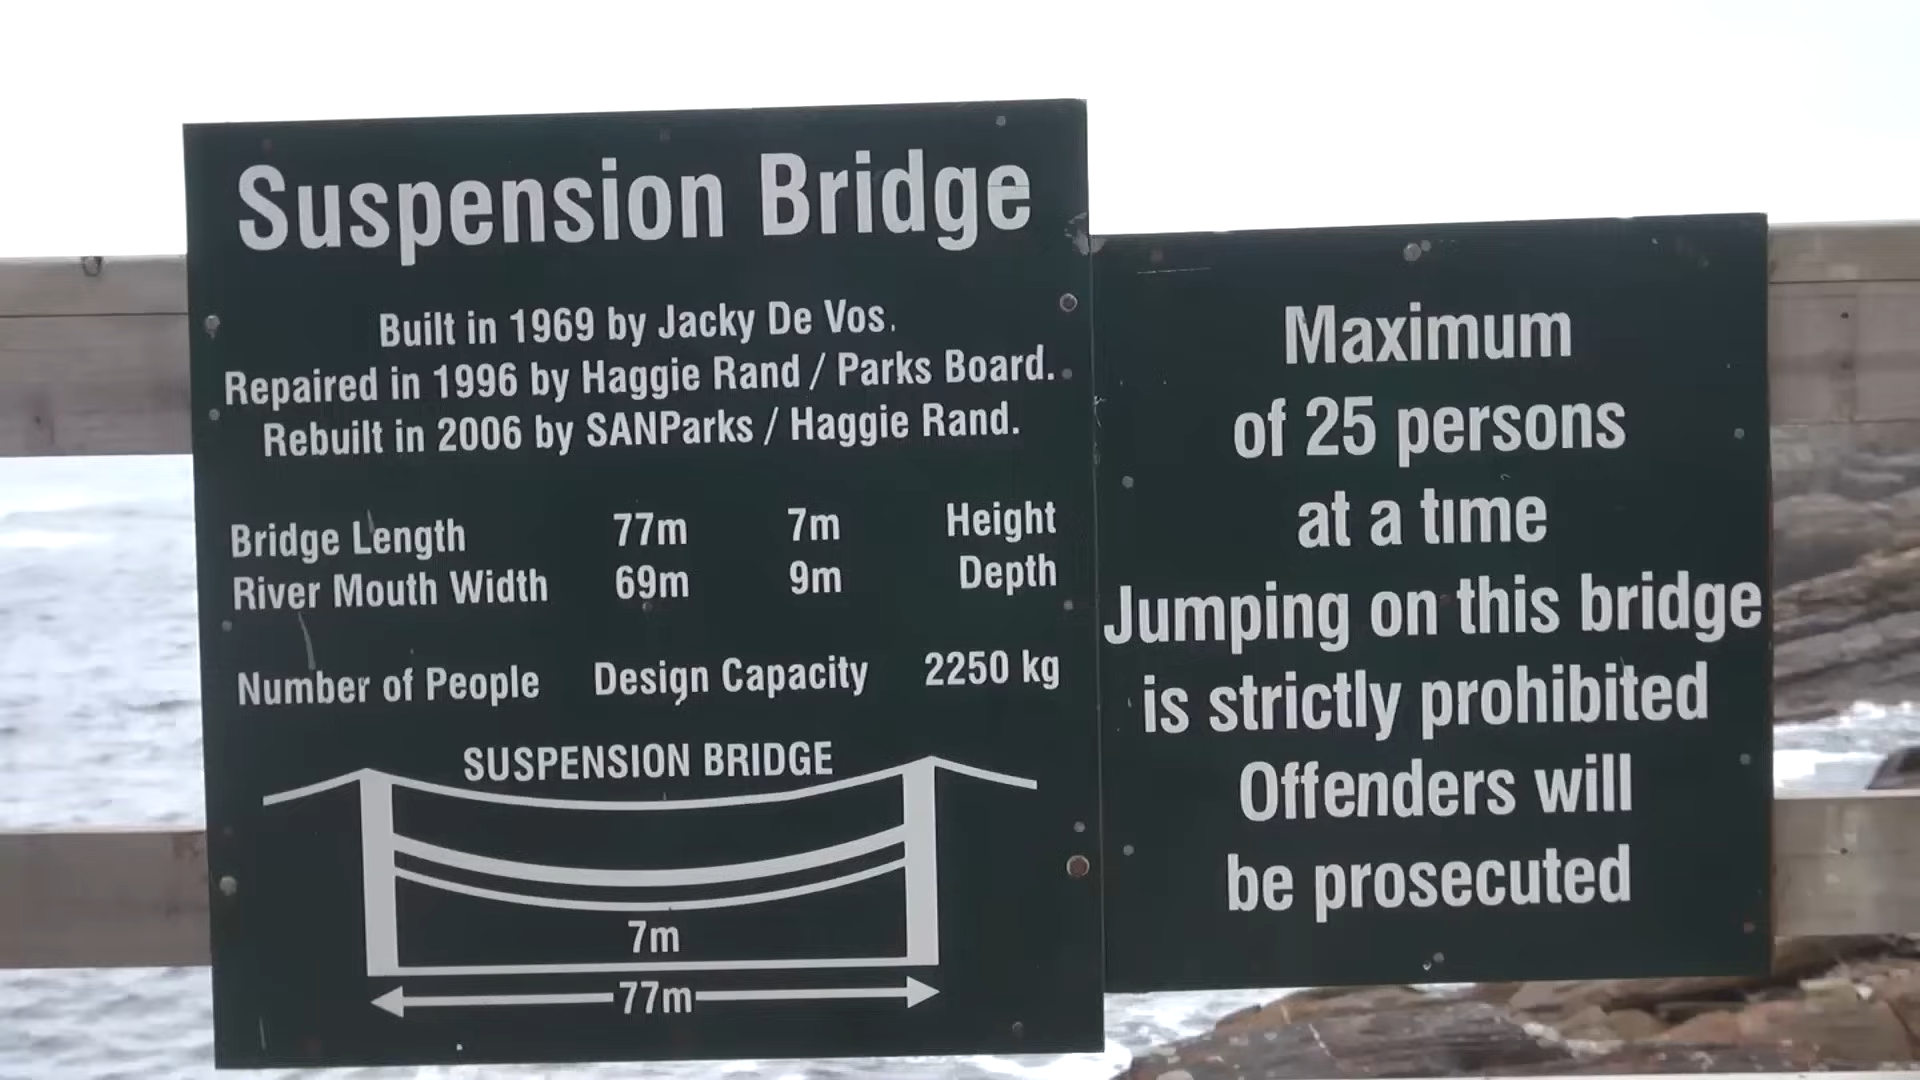 Suspension Bridge
Built in 1969 by Jacky De Vos.
Repaired in 1996 by Haggie Rand / Parks Board.
Rebuilt in 2006 by SANParks / Haggie Rand.
Bridge Length 77m 7m Height
River Mouth Width 69m 9m Depth
Number of People Design Capacity 2250 kg
SUSPENSION BRIDGE
7m
77m
Maximum
of 25 persons
at a time
Jumping on this bridge
is strictly prohibited
Offenders will
be prosecuted